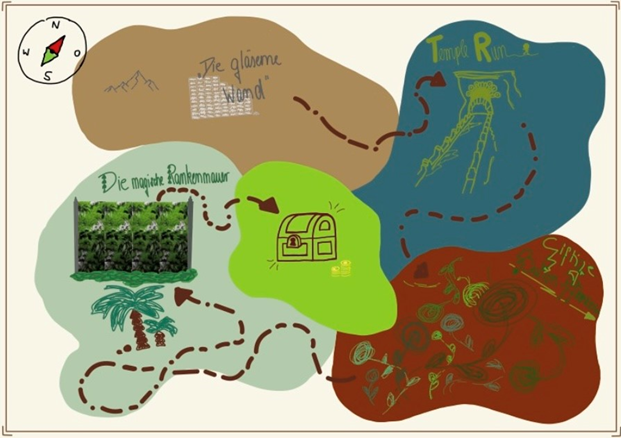 N
W O
S
„Die gläserne
Wand"
Temple Run
Die magische Rankenmauer